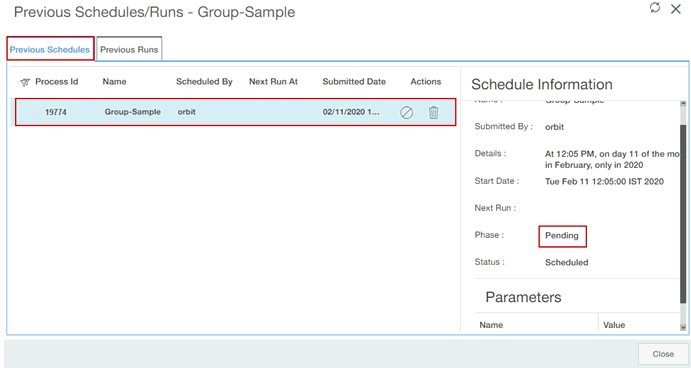 Previous Schedules/Runs - Group-Sample
Previous Schedules Previous Runs
Process Id Name Scheduled By Next Run At Submitted Date Actions
19774 Group-Sample orbit 02/11/2020 1...
Schedule Information
Name : Group-Sample
Submitted By : orbit
Details : At 12:05 PM, on day 11 of the mo
in February, only in 2020
Start Date : Tue Feb 11 12:05:00 IST 2020
Next Run :
Phase : Pending
Status : Scheduled
Parameters
Name Value
Close